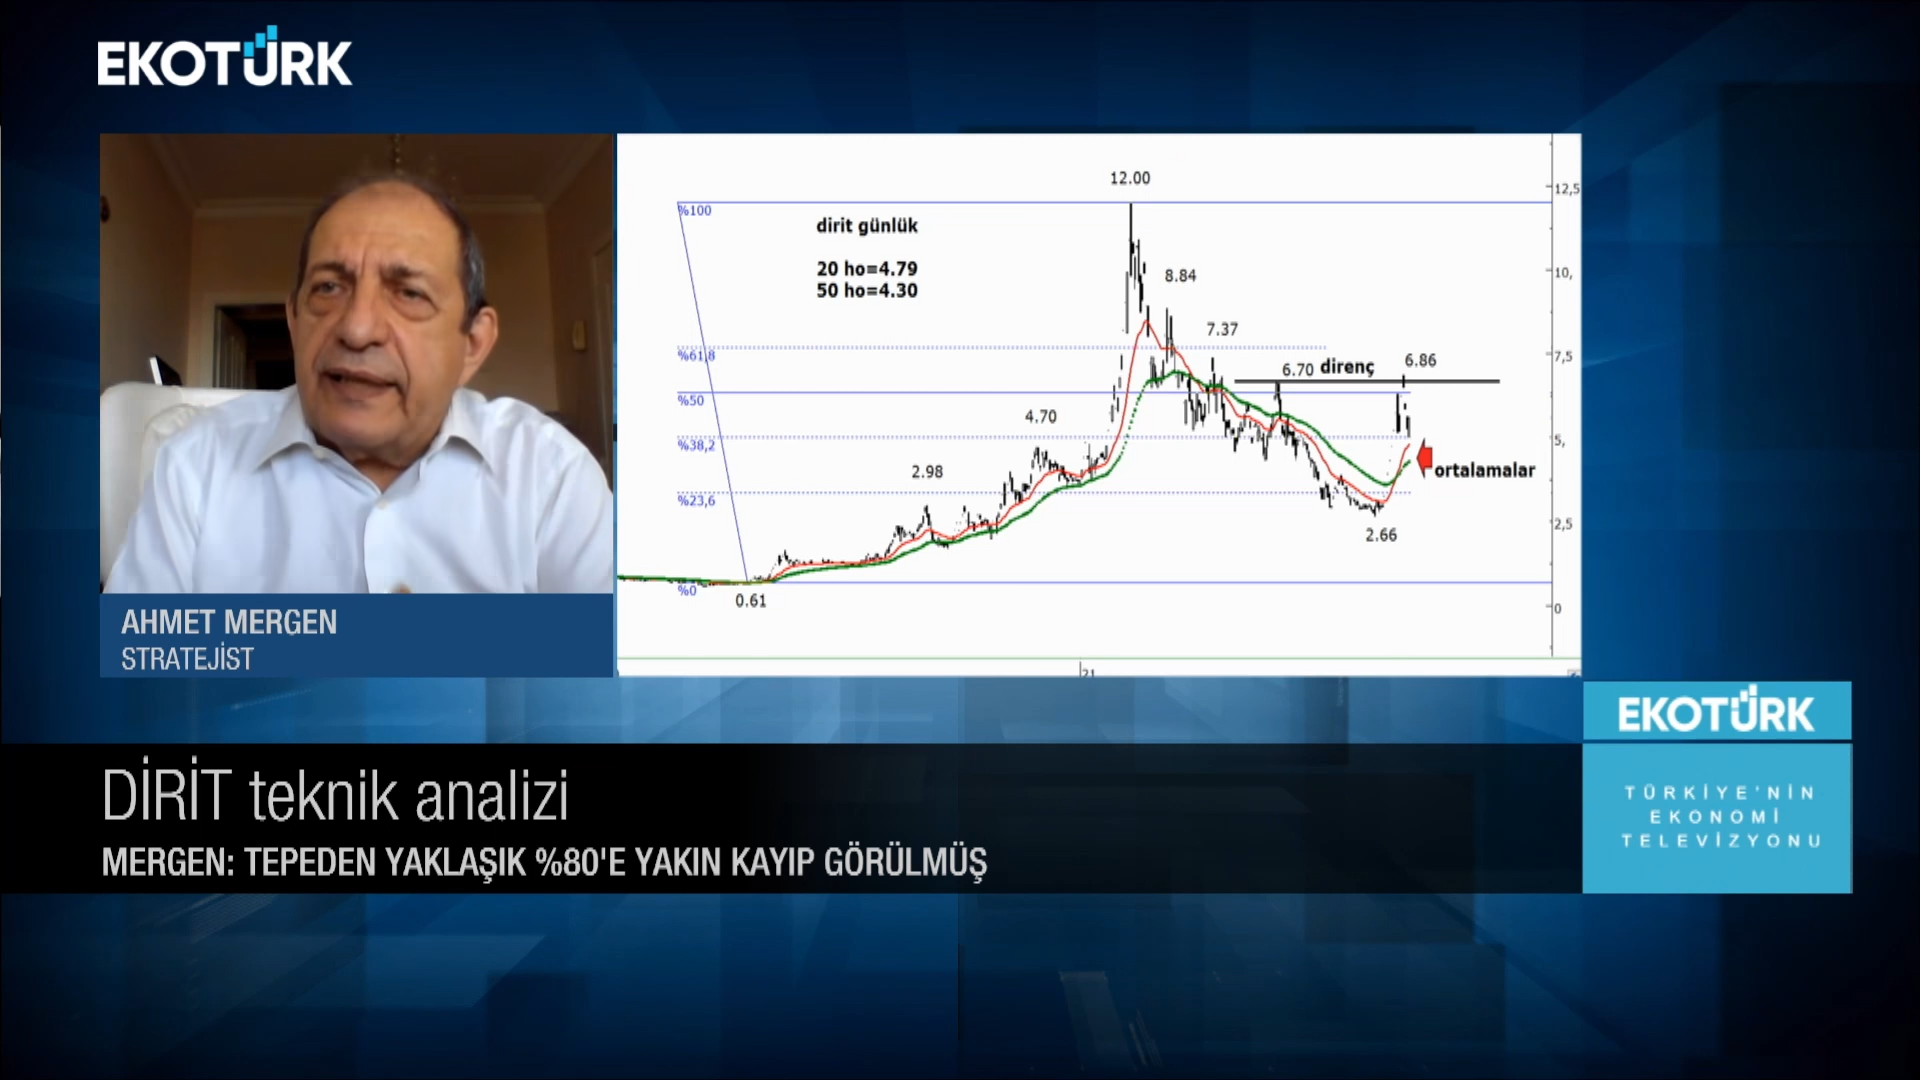 EKOTÜRK
12.00
12,5
%100
dirit günlük
20 ho=4.79
50 ho=4.30
8.84
10,
7.37
%61,8
6.70 direnç
6.86
7,5
%50
4.70
%38,2
5,
2.98
ortalamalar
%23,6
2,5
2.66
%0
0.61
0
21
AHMET MERGEN
STRATEJİST
EKOTÜRK
DİRİT teknik analizi
MERGEN: TEPEDEN YAKLAŞIK %80'E YAKIN KAYIP GÖRÜLMÜŞ
TÜRKİYE'NİN
EKONOMİ
TELEVİZYONU